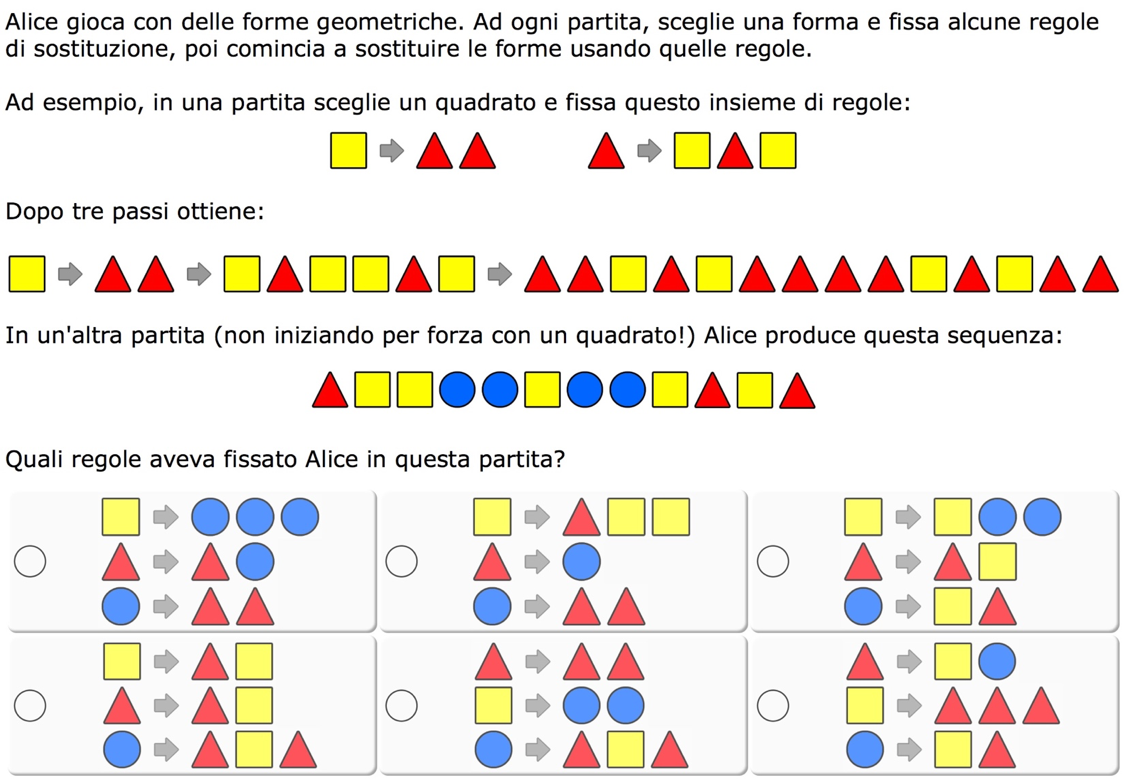 Alice gioca con delle forme geometriche. Ad ogni partita, sceglie una forma e fissa alcune regole
di sostituzione, poi comincia a sostituire le forme usando quelle regole.
Ad esempio, in una partita sceglie un quadrato e fissa questo insieme di regole:
Dopo tre passi ottiene:
In un'altra partita (non iniziando per forza con un quadrato!) Alice produce questa sequenza:
Quali regole aveva fissato Alice in questa partita?